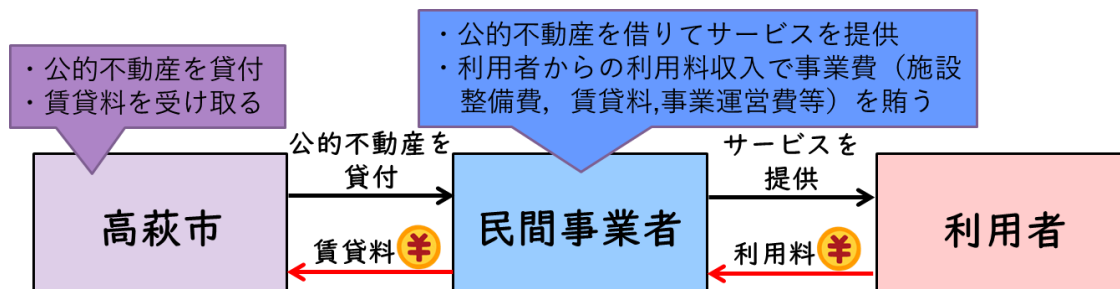 ・公的不動産を貸付
・賃貸料を受け取る
・公的不動産を借りてサービスを提供
・利用者からの利用料収入で事業費（施設
整備費，賃貸料,事業運営費等）を賄う
公的不動産を
貸付
サービスを
提供
高萩市
民間事業者
利用者
賃貸料 ¥
利用料 ¥